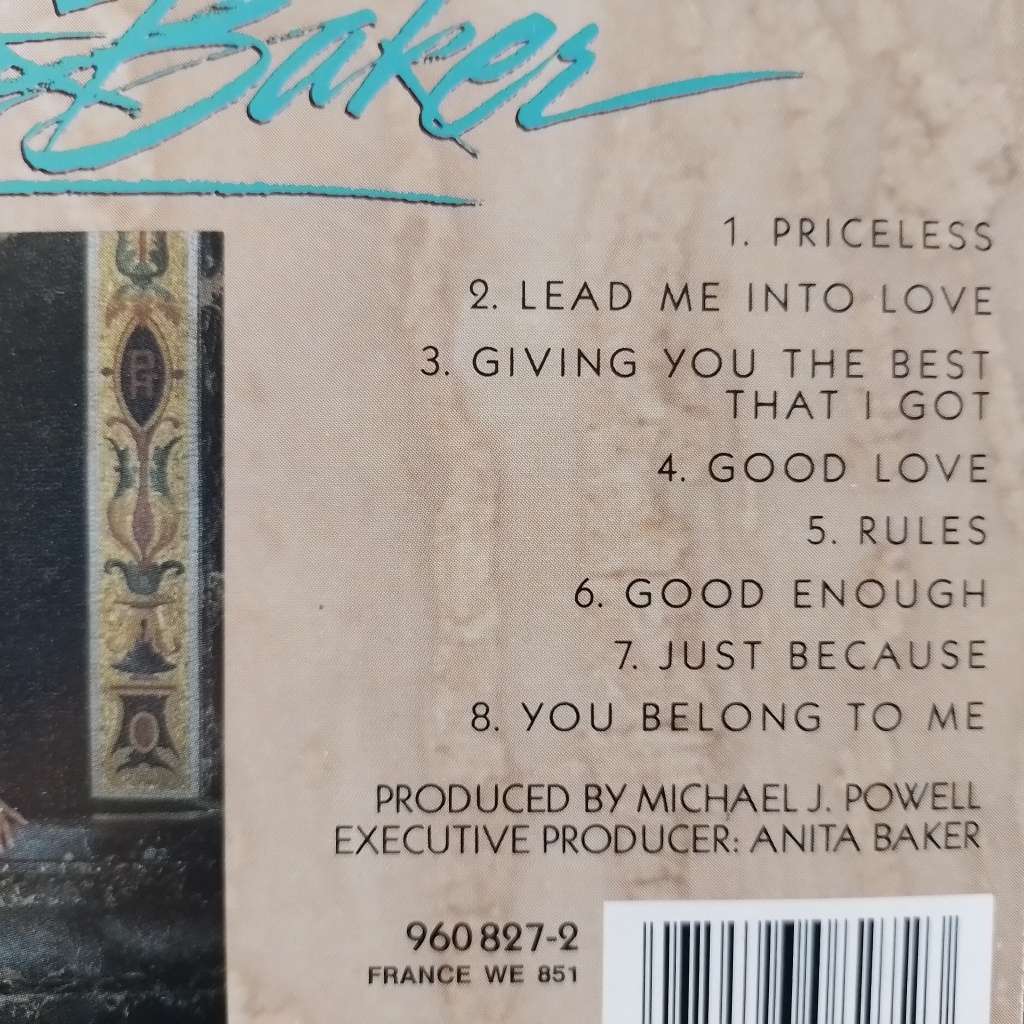 Baker
1. PRICELESS
2. LEAD ME INTO LOVE
3. GIVING YOU THE BEST
THAT I GOT
4. GOOD LOVE
5. RULES
6. GOOD ENOUGH
7. JUST BECAUSE
8. YOU BELONG TO ME
PRODUCED BY MICHAEL J. POWELL
EXECUTIVE PRODUCER: ANITA BAKER
960 827-2
FRANCE WE 851